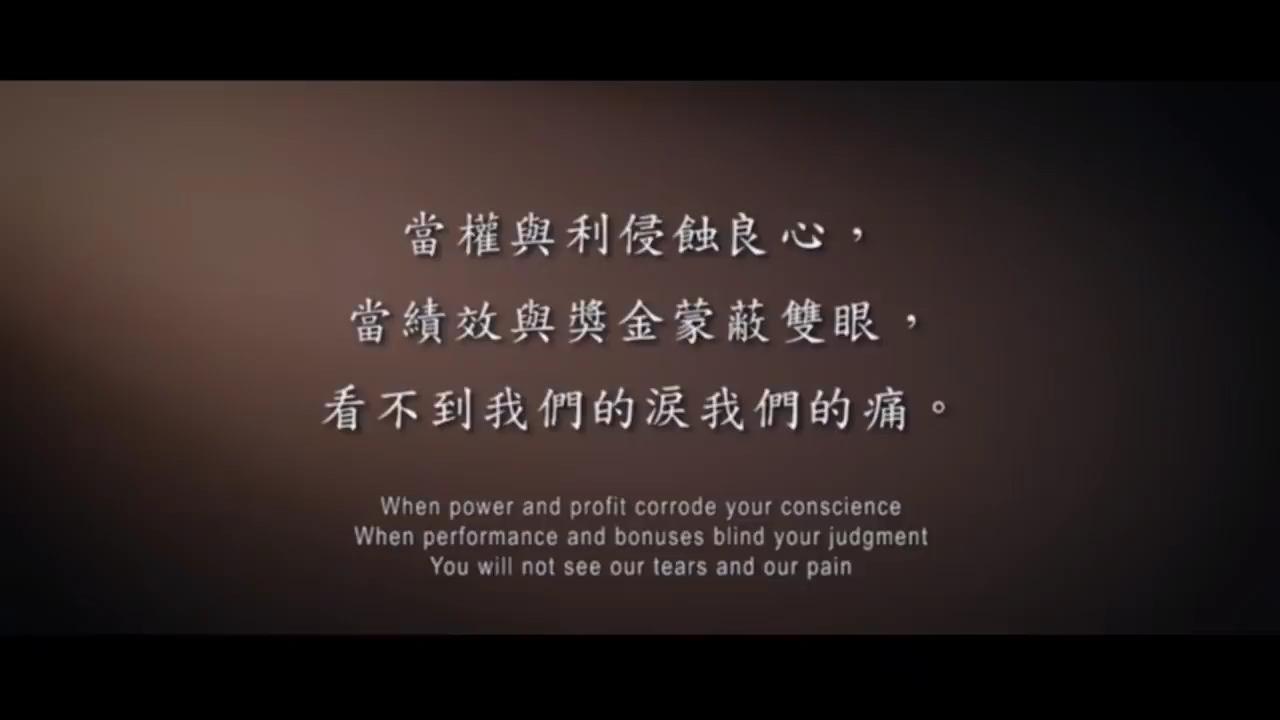 當權與利侵蝕良心，
當績效與獎金蒙蔽雙眼，
看不到我們的淚我們的痛。
When power and profit corrode your conscience
When performance and bonuses blind your judgment
You will not see our tears and our pain